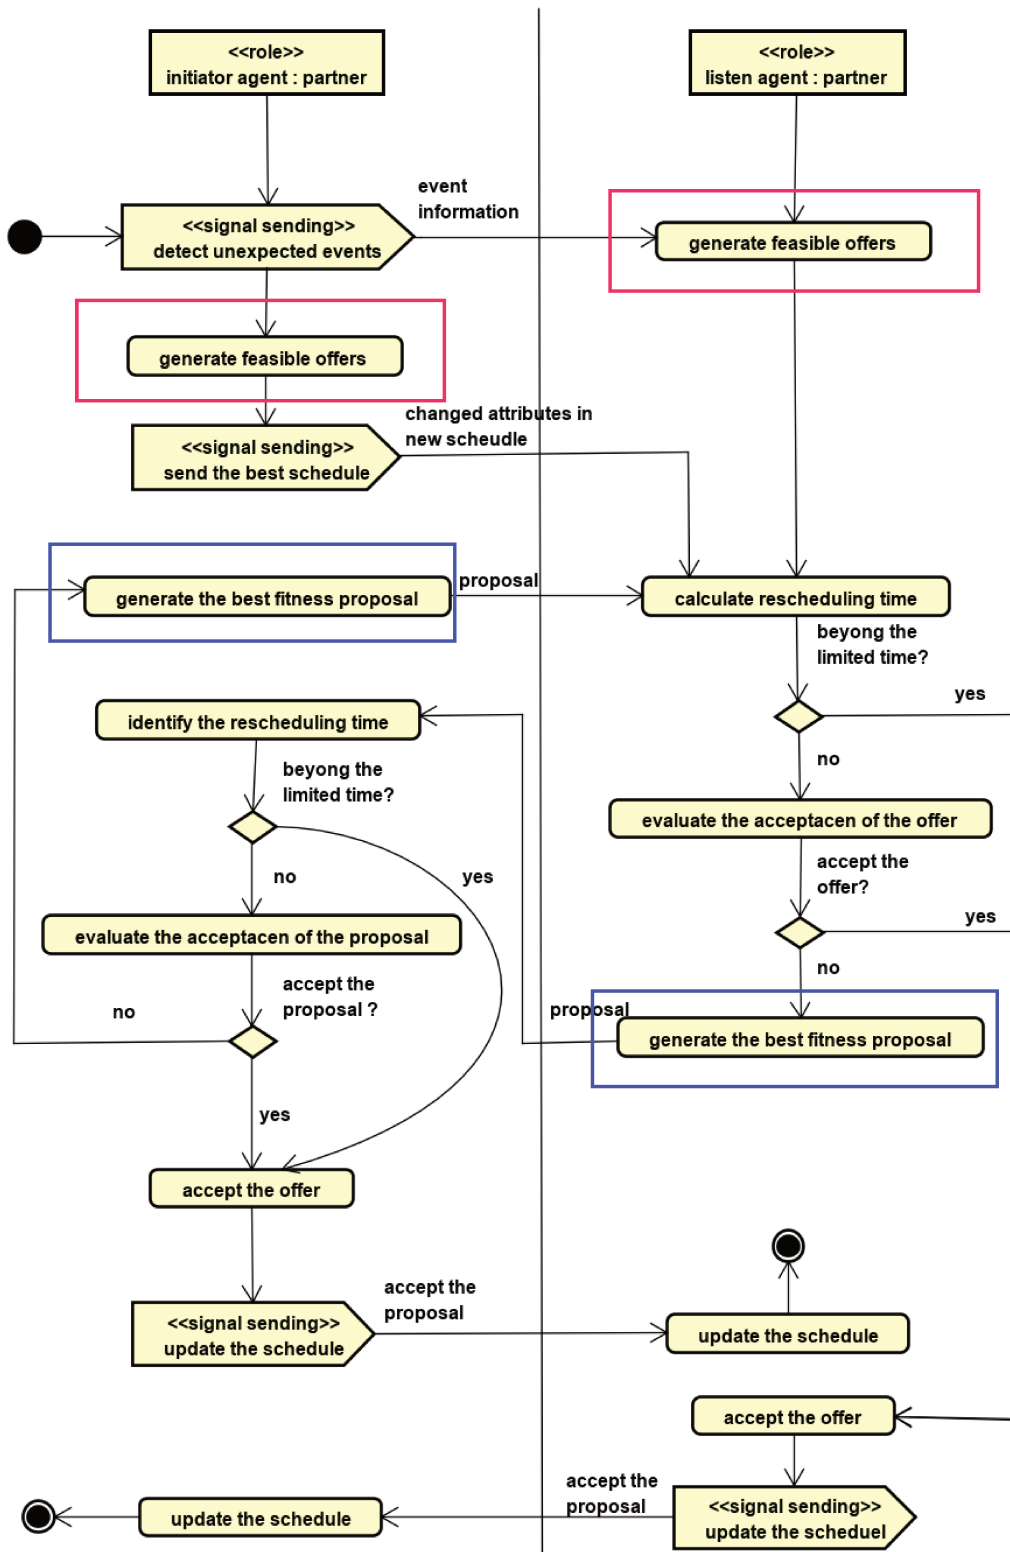 <<role>>
initiator agent : partner
<<role>>
listen agent : partner
event
information
<<signal sending>>
detect unexpected events
generate feasible offers
generate feasible offers
changed attributes in
new scheudle
<<signal sending>>
send the best schedule
proposal
generate the best fitness proposal
calculate rescheduling time
beyong the
limited time?
yes
identify the rescheduling time
no
beyong the
limited time?
evaluate the acceptacen of the offer
accept the
offer?
no
yes
yes
evaluate the acceptacen of the proposal
no
accept the
proposal ?
no
proposal
generate the best fitness proposal
yes
accept the offer
accept the
proposal
<<signal sending>>
update the schedule
update the schedule
accept the offer
accept the
proposal
<<signal sending>>
update the scheduel
update the schedule